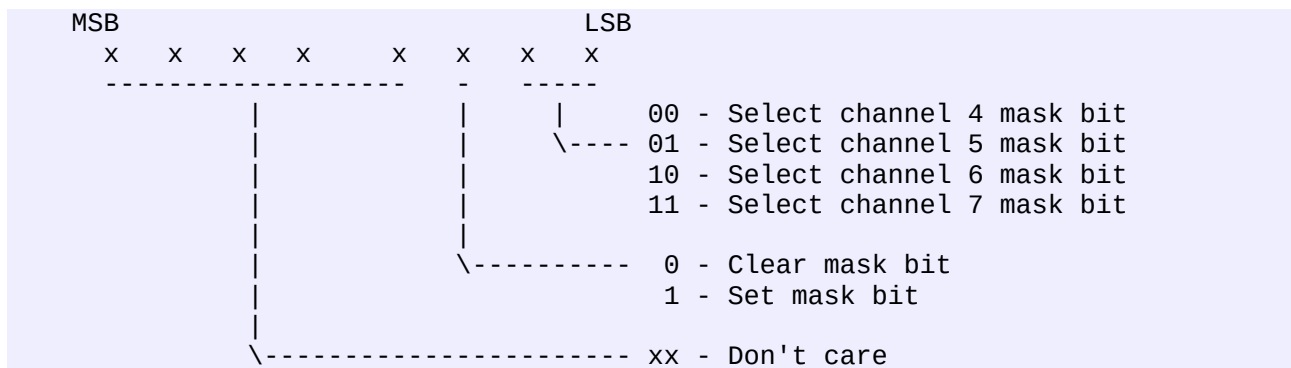 MSB                             LSB
  x   x   x   x     x   x   x   x
  -------------------   -   -----
           |            |     |     00 - Select channel 4 mask bit
           |            |     \---- 01 - Select channel 5 mask bit
           |            |           10 - Select channel 6 mask bit
           |            |           11 - Select channel 7 mask bit
           |            |
           |            \----------  0 - Clear mask bit
           |                         1 - Set mask bit
           |
           \----------------------- xx - Don't care